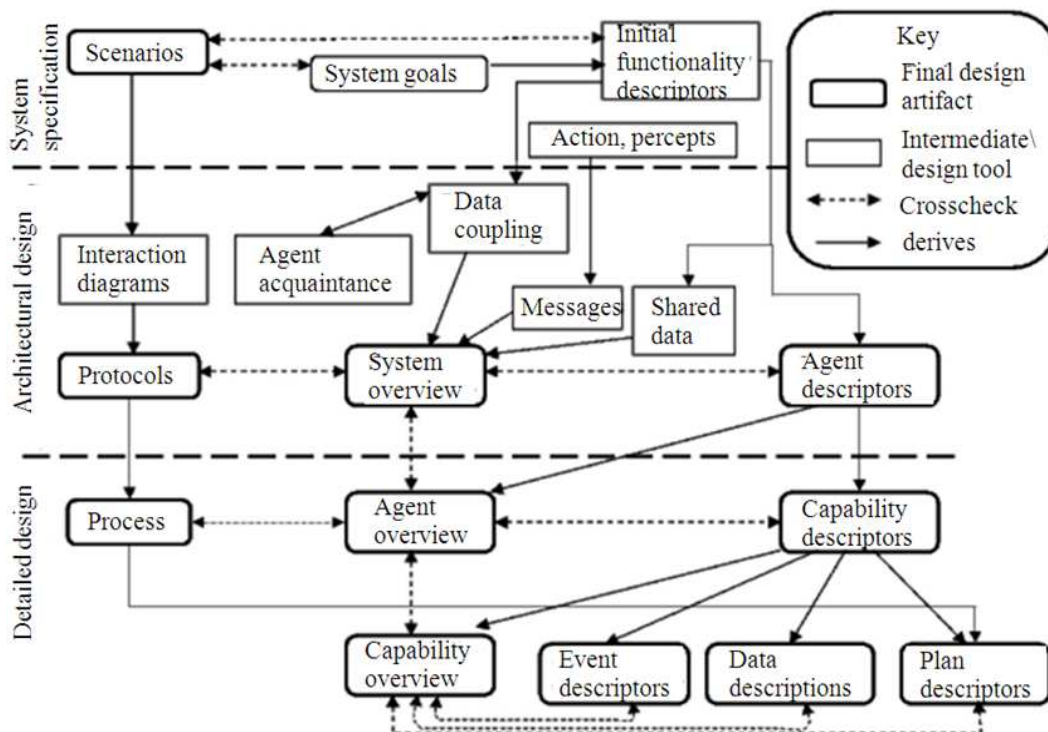 System
specification
Scenarios
System goals
Initial
functionality
descriptors
Action, percepts
Key
Final design
artifact
Intermediate\
design tool
Crosscheck
derives
Architectural design
Interaction
diagrams
Agent
acquaintance
Data
coupling
Messages
Shared
data
Protocols
System
overview
Agent
descriptors
Detailed design
Process
Agent
overview
Capability
descriptors
Capability
overview
Event
descriptors
Data
descriptions
Plan
descriptors